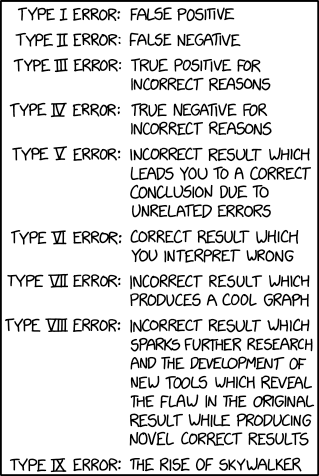 TYPE I ERROR: FALSE POSITIVE
TYPE II ERROR: FALSE NEGATIVE
TYPE III ERROR: TRUE POSITIVE FOR
INCORRECT REASONS
TYPE IV ERROR: TRUE NEGATIVE FOR
INCORRECT REASONS
TYPE V ERROR: INCORRECT RESULT WHICH
LEADS YOU TO A CORRECT
CONCLUSION DUE TO
UNRELATED ERRORS
TYPE VI ERROR: CORRECT RESULT WHICH
YOU INTERPRET WRONG
TYPE VII ERROR: INCORRECT RESULT WHICH
PRODUCES A COOL GRAPH
TYPE VIII ERROR: INCORRECT RESULT WHICH
SPARKS FURTHER RESEARCH
AND THE DEVELOPMENT OF
NEW TOOLS WHICH REVEAL
THE FLAW IN THE ORIGINAL
RESULT WHILE PRODUCING
NOVEL CORRECT RESULTS
TYPE IX ERROR: THE RISE OF SKYWALKER